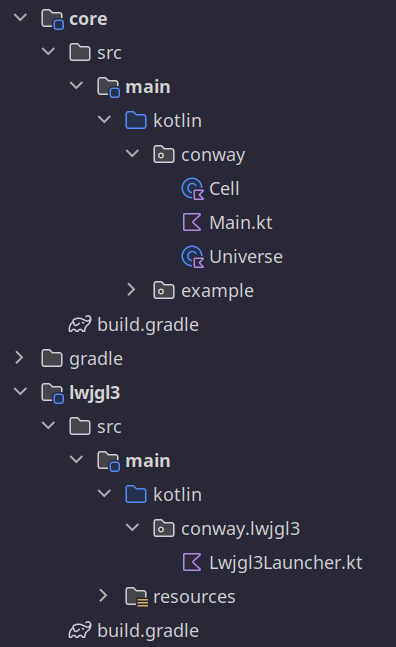 core
src
main
kotlin
conway
Cell
Main.kt
Universe
example
build.gradle
gradle
lwjgl3
src
main
kotlin
conway.lwjgl3
Lwjgl3Launcher.kt
resources
build.gradle